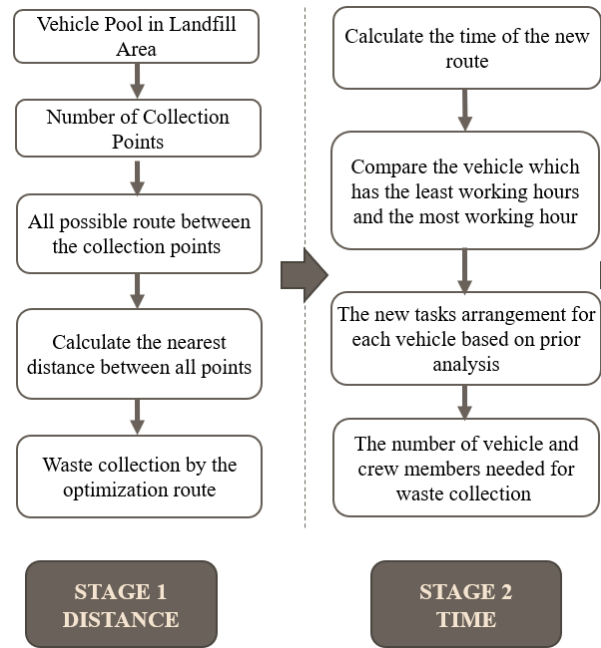 Vehicle Pool in Landfill
Area
Number of Collection
Points
All possible route between
the collection points
Calculate the nearest
distance between all points
Waste collection by the
optimization route
STAGE 1
DISTANCE
Calculate the time of the new
route
Compare the vehicle which
has the least working hours
and the most working hour
The new tasks arrangement for
each vehicle based on prior
analysis
The number of vehicle and
crew members needed for
waste collection
STAGE 2
TIME